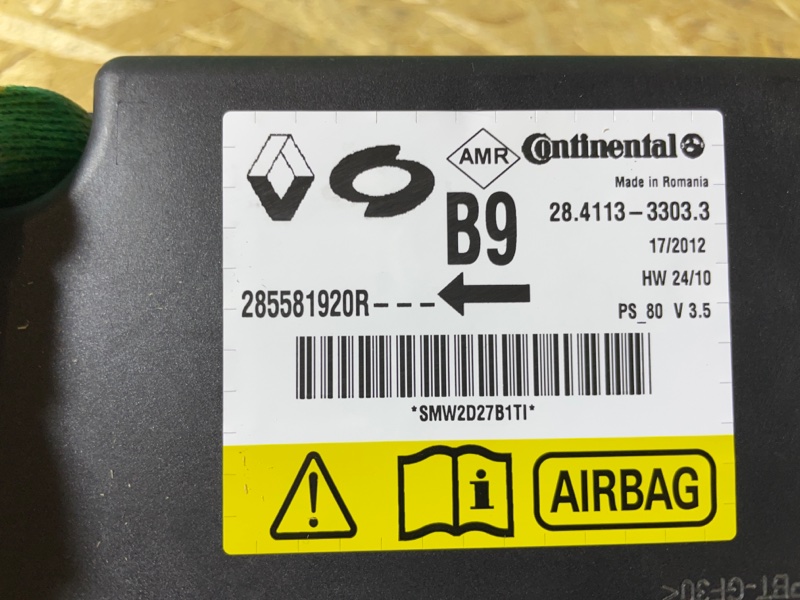 AMR
Continental
Made in Romania
B9
28.4113-3303.3
17/2012
HW 24/10
285581920R---
PS_80 V 3.5
*SMW2D27B1TI*
AIRBAG